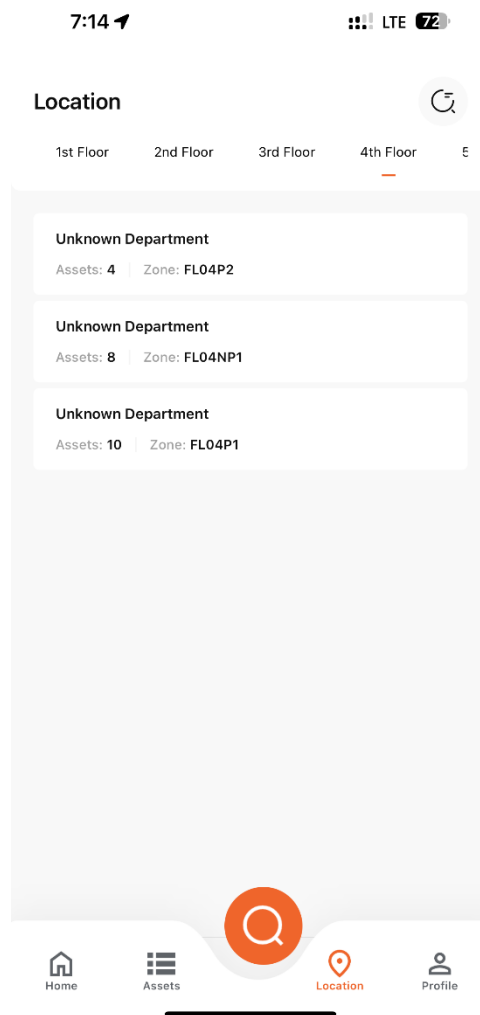 7:14 LTE 72
Location
1st Floor 2nd Floor 3rd Floor 4th Floor 5
Unknown Department
Assets: 4 Zone: FL04P2
Unknown Department
Assets: 8 Zone: FL04NP1
Unknown Department
Assets: 10 Zone: FL04P1
Home Assets Location Profile